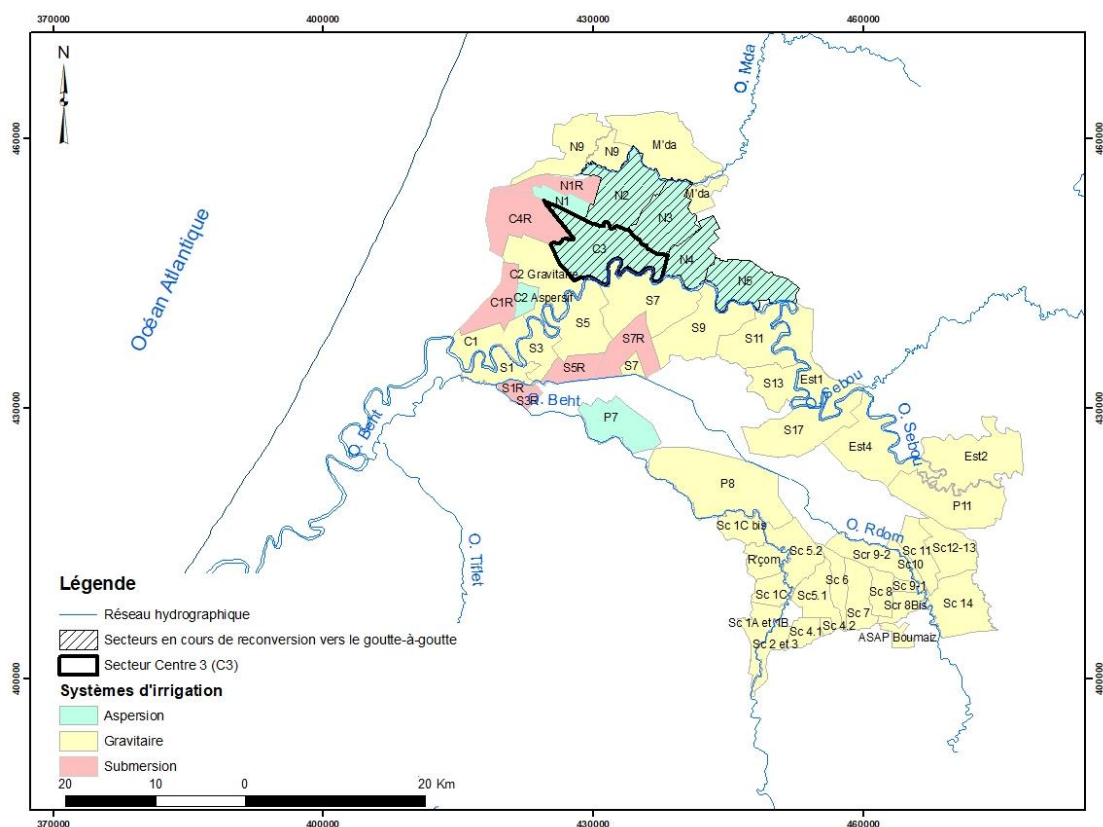 370000 400000 430000 460000
N
O. Mda
460000 460000
N9
N9
M'da
N1R
N2
M'da
N1
N3
C4R
C3
N4
C2 Gravitaire
N5
C2 Aspersif
C1R
S7
S5
S9
S7R
S11
C1
S3
S1
S5R
S7
S13
Est1
S1R
S3R
O. Beht
O. Sebou
430000 430000
Océan Atlantique
P7
O. Beht
S17
Est4
O. Sebou
Est2
P8
P11
Sc 1C bis
O. Rdom
O. Tiflet
R'çom
Sc 5.2
Scr 9-2
Sc 11
Sc12-13
Sc10
Sc 6
Sc 1C
Sc5.1
Sc 8
Sc 9-1
Scr 8Bis
Sc 14
Sc 7
Sc 1A et 1B
Sc 4.1
Sc 4.2
Sc 2 et 3
ASAP Boumaiz
400000 400000
Légende
Réseau hydrographique
Secteurs en cours de reconversion vers le goutte-à-goutte
Secteur Centre 3 (C3)
Systèmes d'irrigation
Aspersion
Gravitaire
Submersion
20 10 0 20 Km
370000 400000 430000 460000